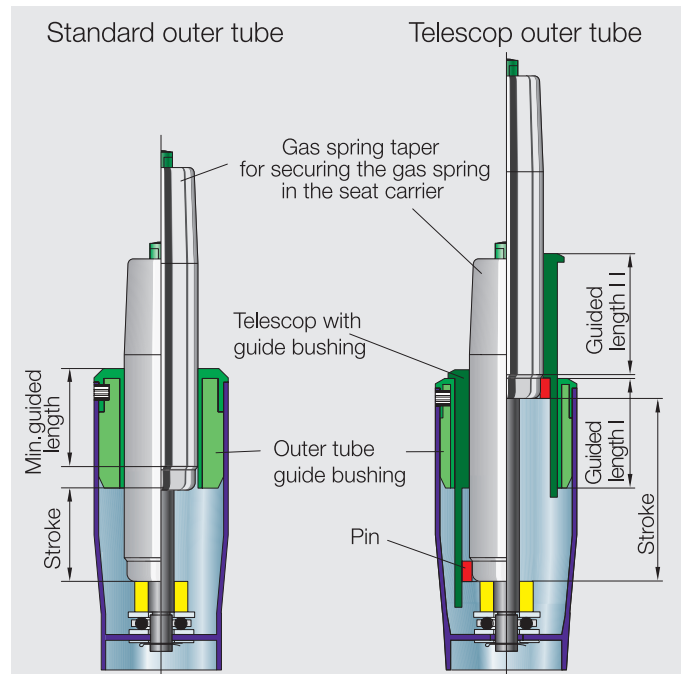 Standard outer tube
Telescop outer tube
Gas spring taper
for securing the gas spring
in the seat carrier
Telescop with
guide bushing
Outer tube
guide bushing
Pin
Min.guided
length
Stroke
Guided
length I I
Guided
length I
Stroke